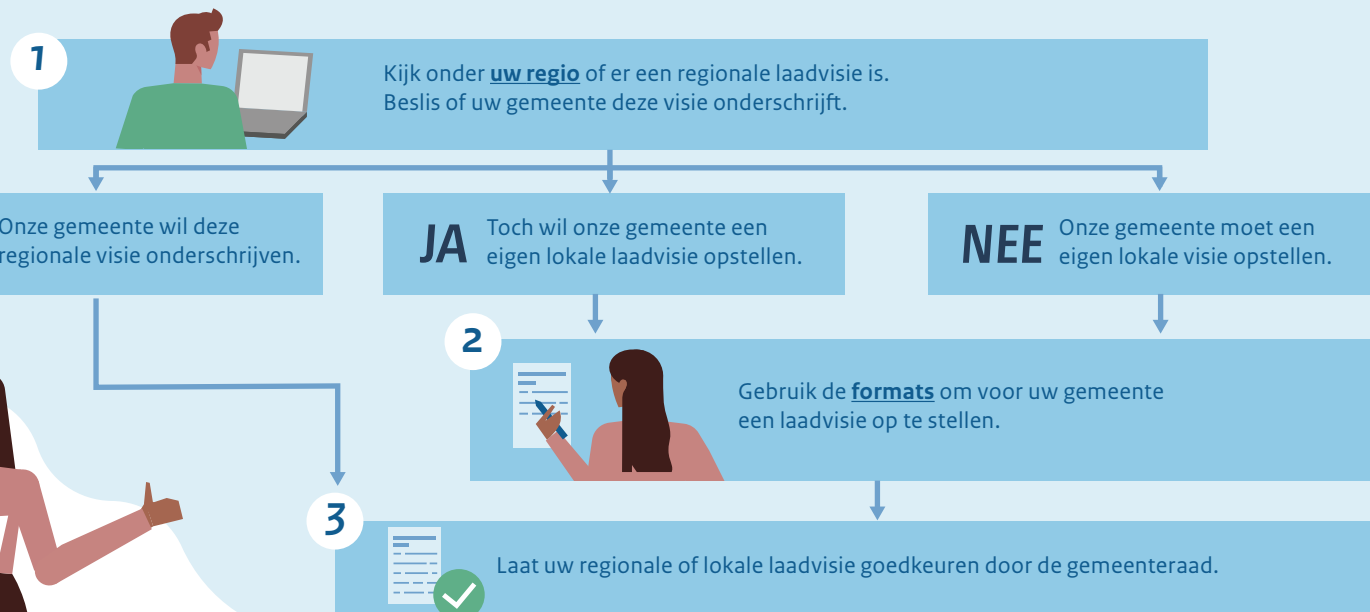 1
Kijk onder uw regio of er een regionale laadvisie is.
Beslis of uw gemeente deze visie onderschrijft.
Onze gemeente wil deze
regionale visie onderschrijven.
JA
Toch wil onze gemeente een
eigen lokale laadvisie opstellen.
NEE
Onze gemeente moet een
eigen lokale visie opstellen.
2
Gebruik de formats om voor uw gemeente
een laadvisie op te stellen.
3
Laat uw regionale of lokale laadvisie goedkeuren door de gemeenteraad.